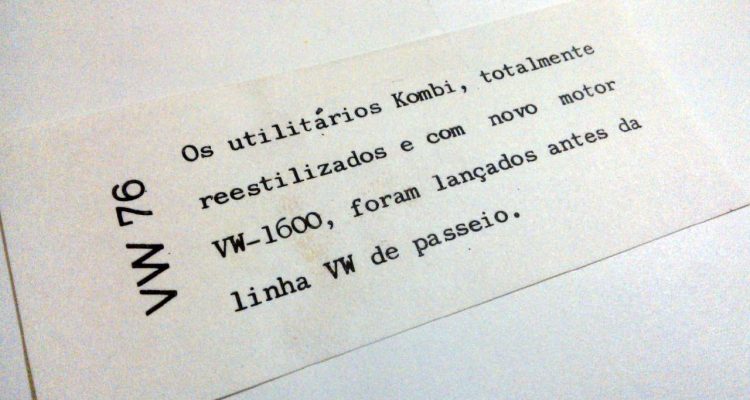 VW 76
Os utilitários Kombi, totalmente
reestilizados e com novo motor
VW-1600, foram lançados antes da
linha VW de passeio.